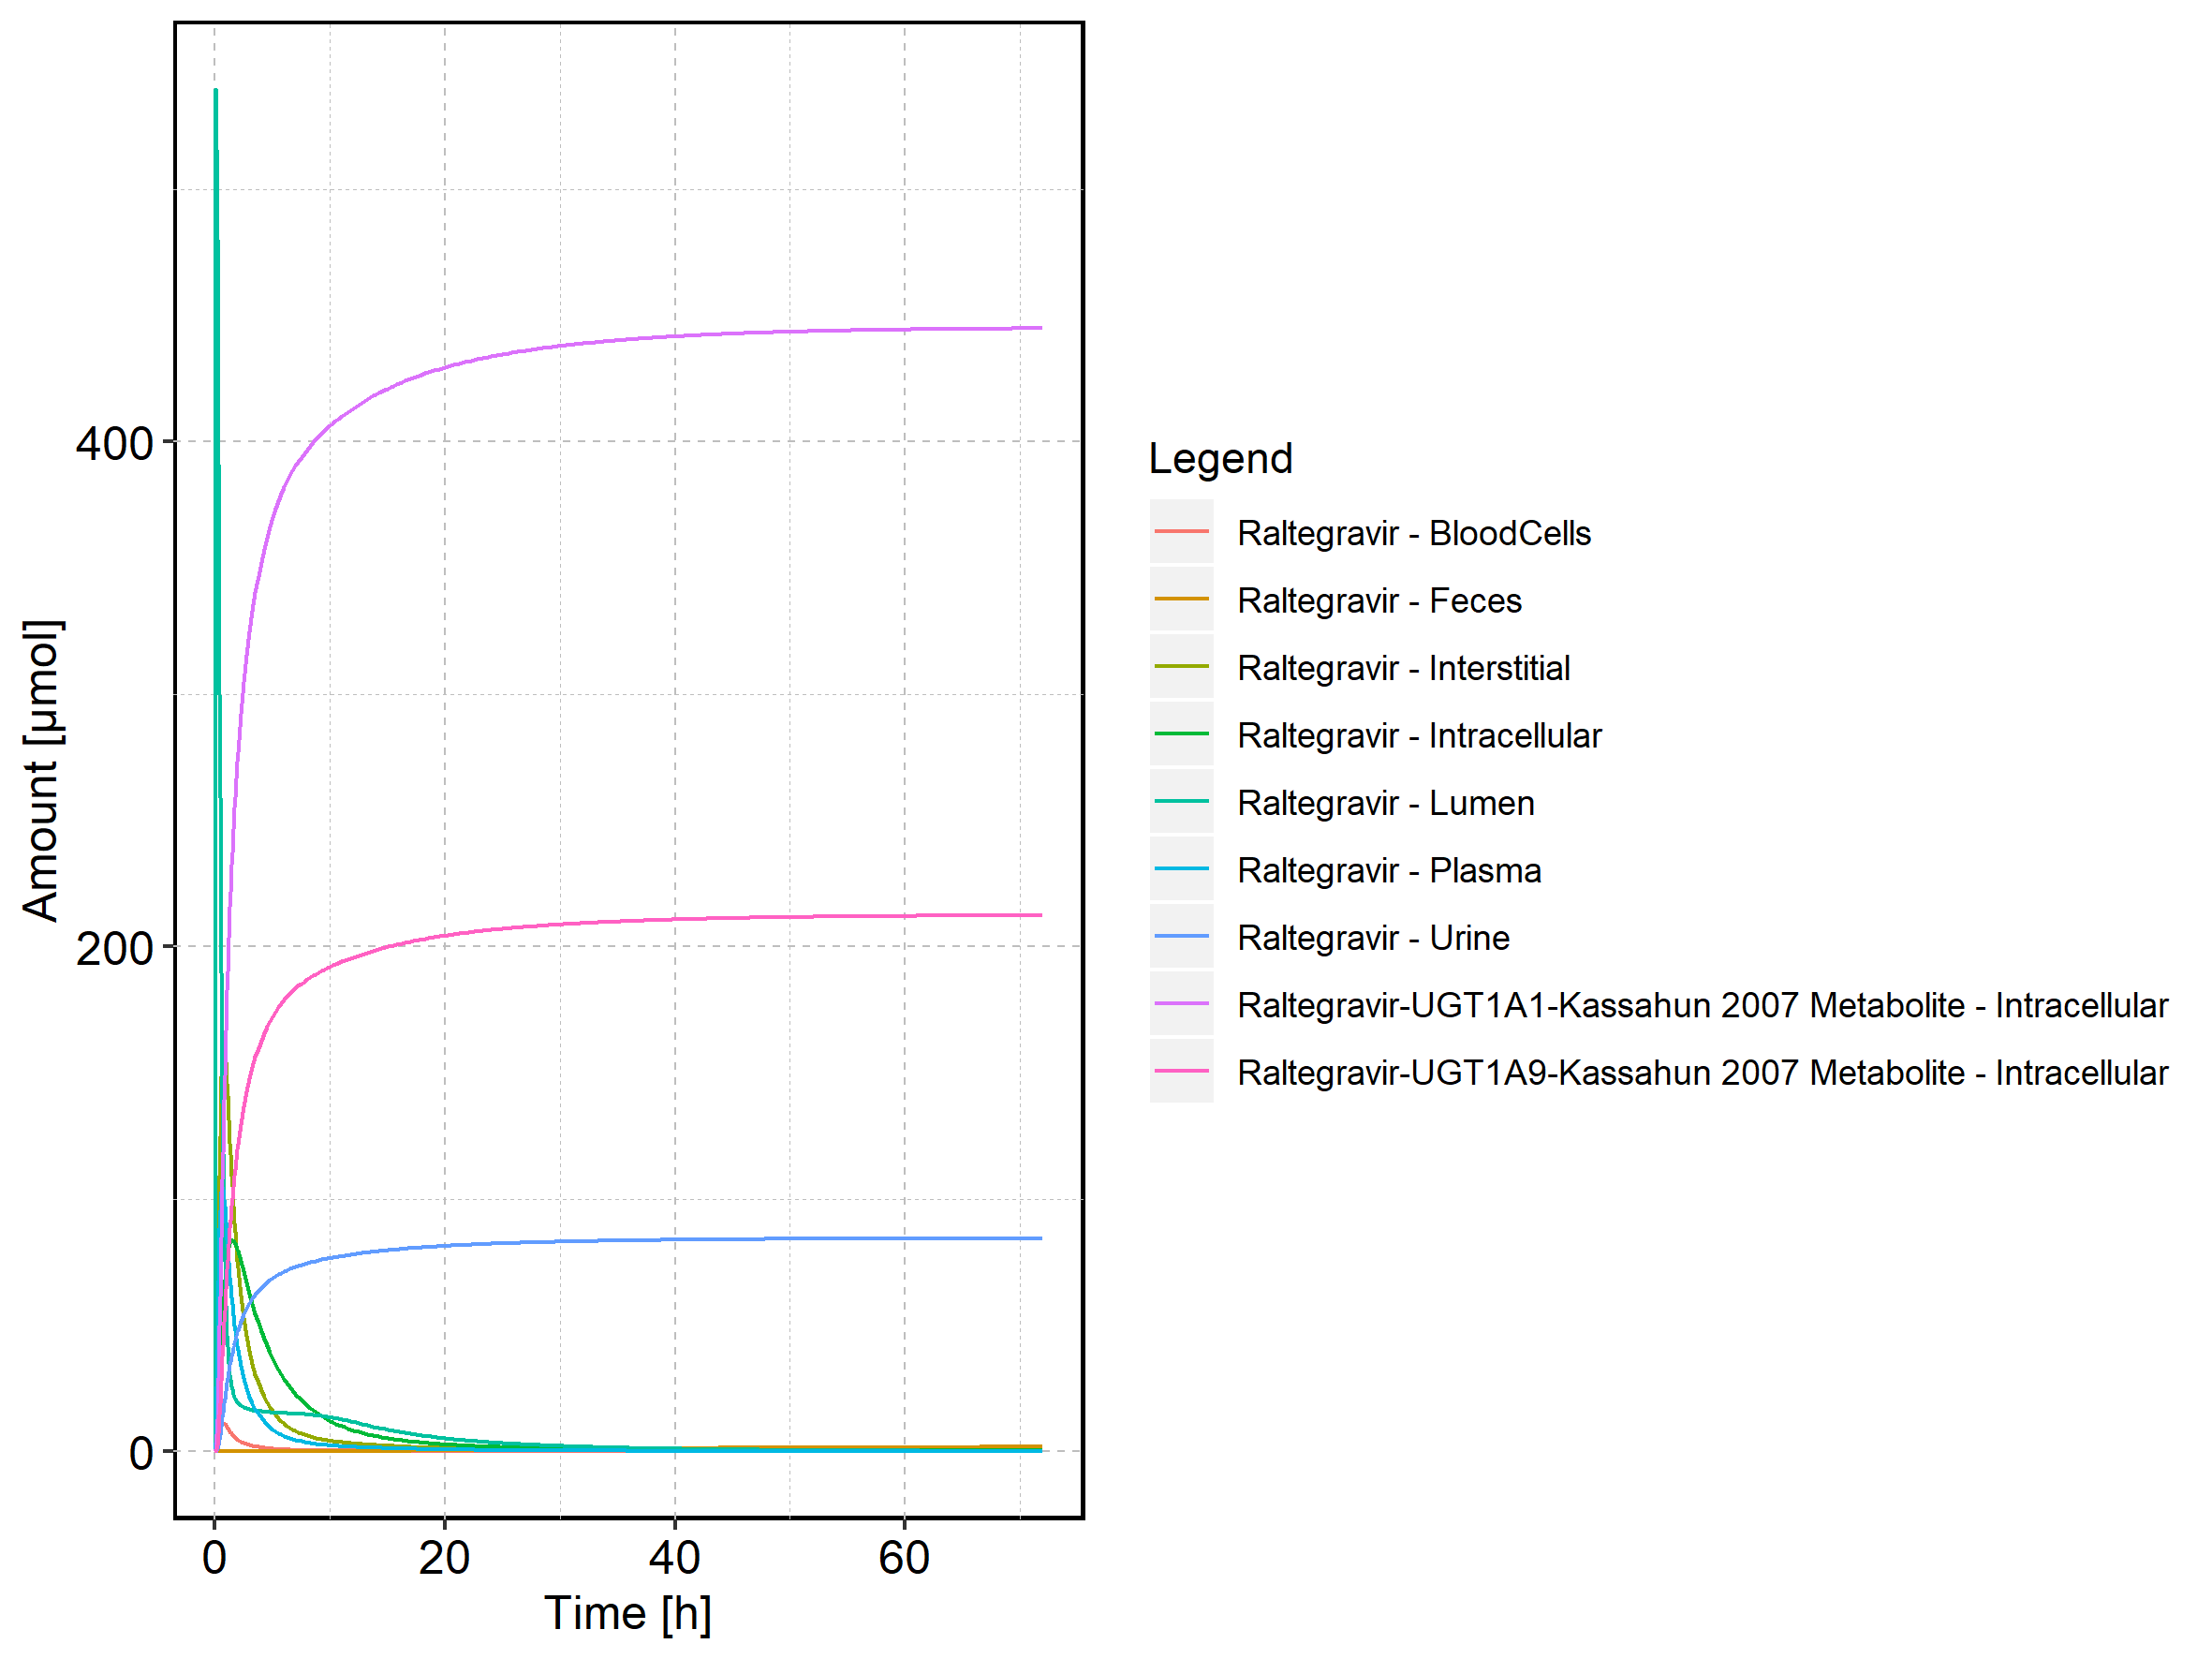 Amount [µmol]
400
200
0
0 20 40 60
Time [h]
Legend
Raltegravir - BloodCells
Raltegravir - Feces
Raltegravir - Interstitial
Raltegravir - Intracellular
Raltegravir - Lumen
Raltegravir - Plasma
Raltegravir - Urine
Raltegravir-UGT1A1-Kassahun 2007 Metabolite - Intracellular
Raltegravir-UGT1A9-Kassahun 2007 Metabolite - Intracellular